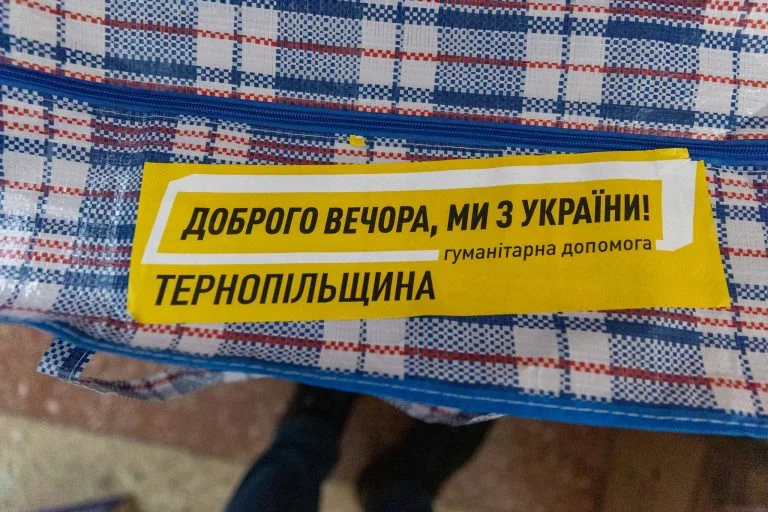 ДОБРОГО ВЕЧОРА, МИ З УКРАЇНИ!
гуманітарна допомога
ТЕРНОПІЛЬЩИНА